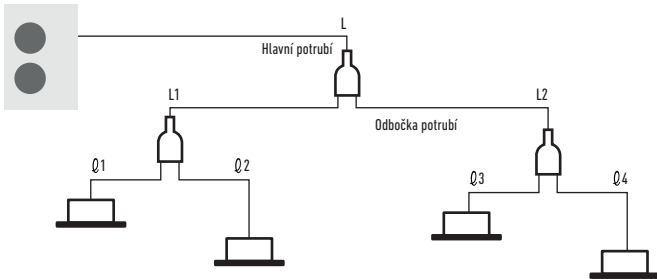 L
Hlavní potrubí
L1
L2
Odbočka potrubí
ℓ1
ℓ2
ℓ3
ℓ4